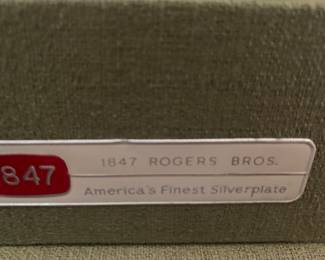 847
1847 ROGERS BROS.
America's Finest Silverplate